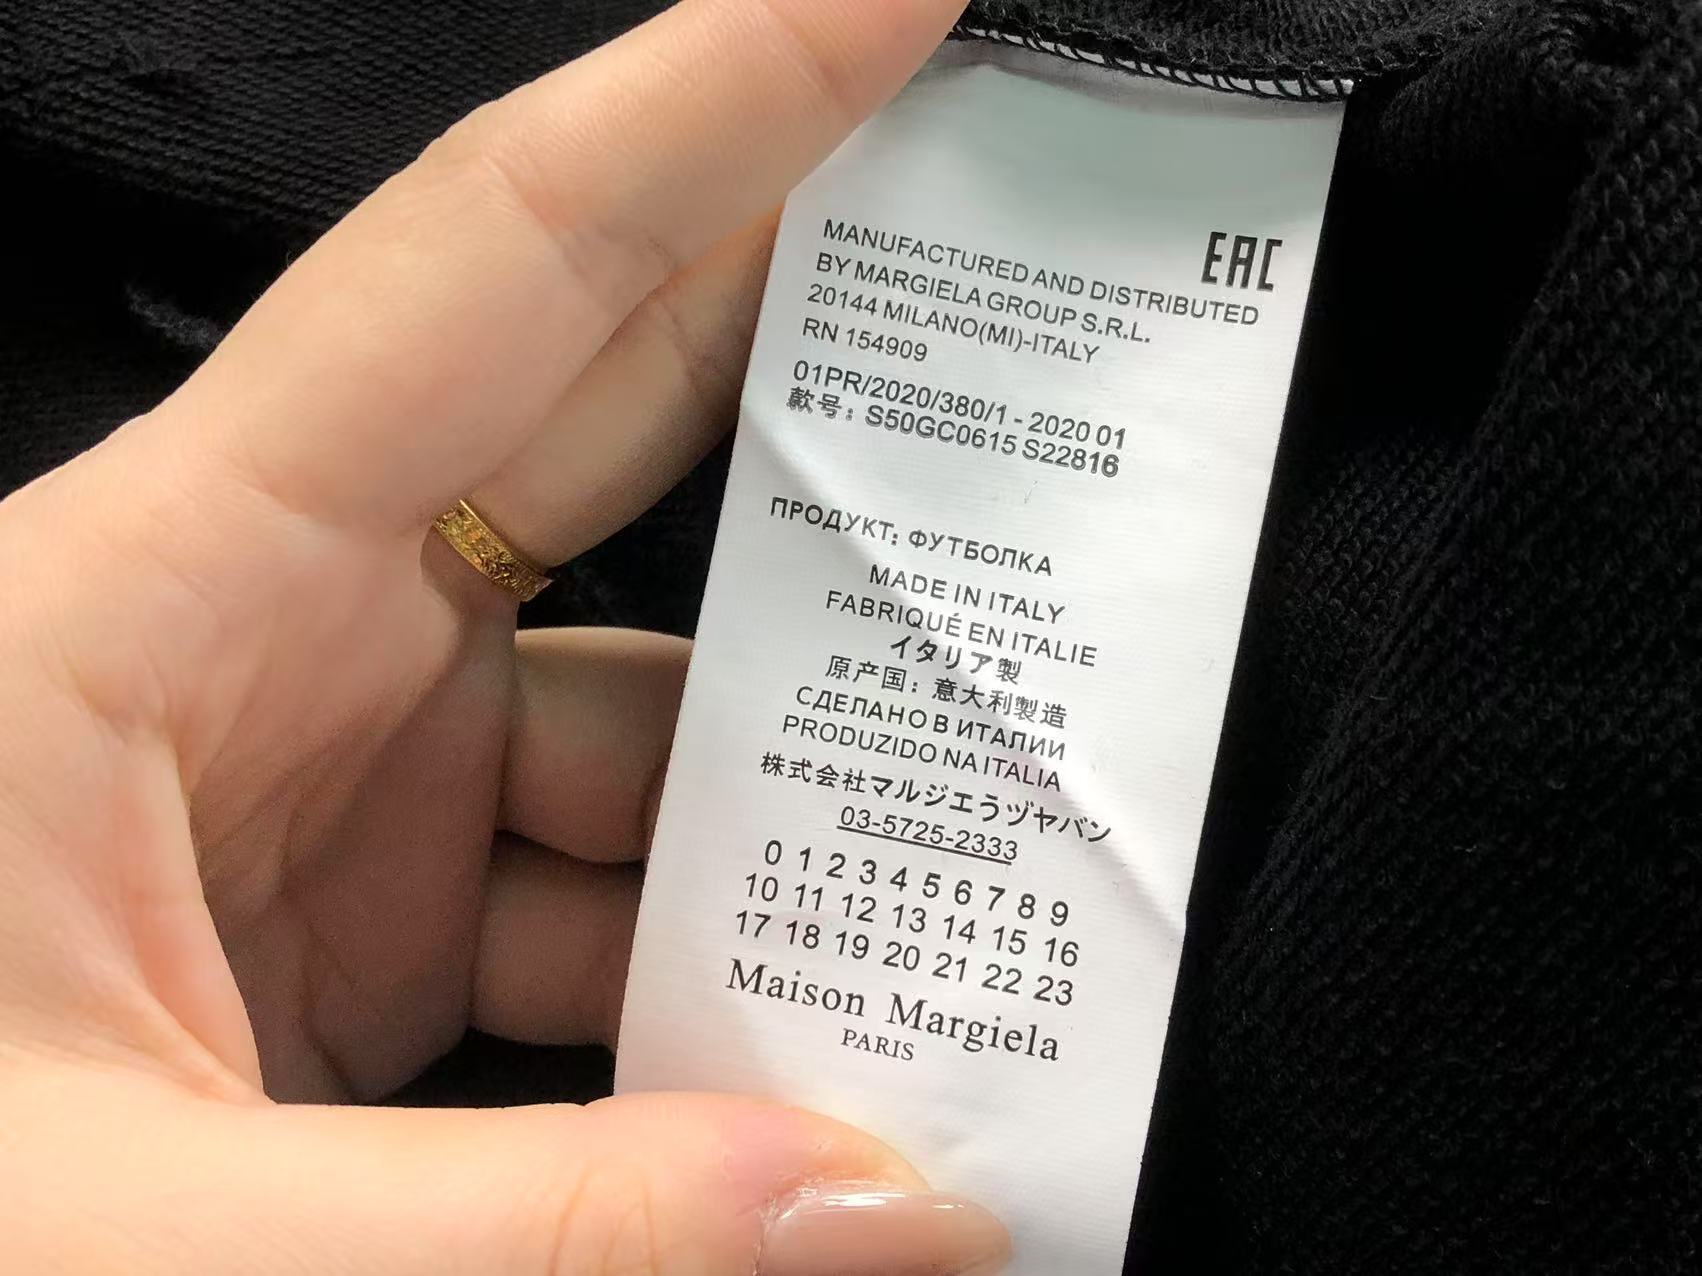 EAC
MANUFACTURED AND DISTRIBUTED
BY MARGIELA GROUP S.R.L.
20144 MILANO(MI)-ITALY
RN 154909
01PR/2020/380/1 - 2020 01
款号：S50GC0615 S22816
ПРОДУКТ: ФУТБОЛКА
MADE IN ITALY
FABRIQUÉ EN ITALIE
イタリア製
原产国：意大利製造
СДЕЛАНО В ИТАЛИИ
PRODUZIDO NA ITALIA
株式会社マルジエうヅヤバン
03-5725-2333
0 1 2 3 4 5 6 7 8 9
10 11 12 13 14 15 16
17 18 19 20 21 22 23
Maison Margiela
PARIS